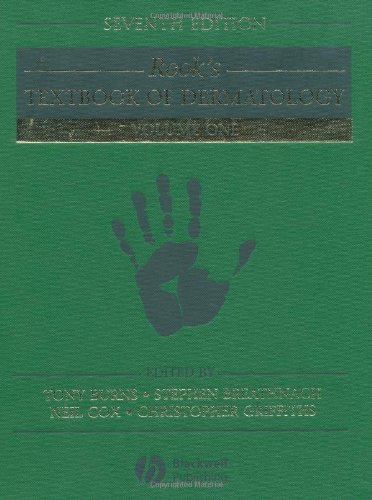 SEVENTH EDITION
Rook's
TEXTBOOK OF DERMATOLOGY
VOLUME ONE
EDITED BY
TONY BURNS • STEPHEN BREATHNACH
NEIL COX • CHRISTOPHER GRIFFITHS
Blackwell
Publishing